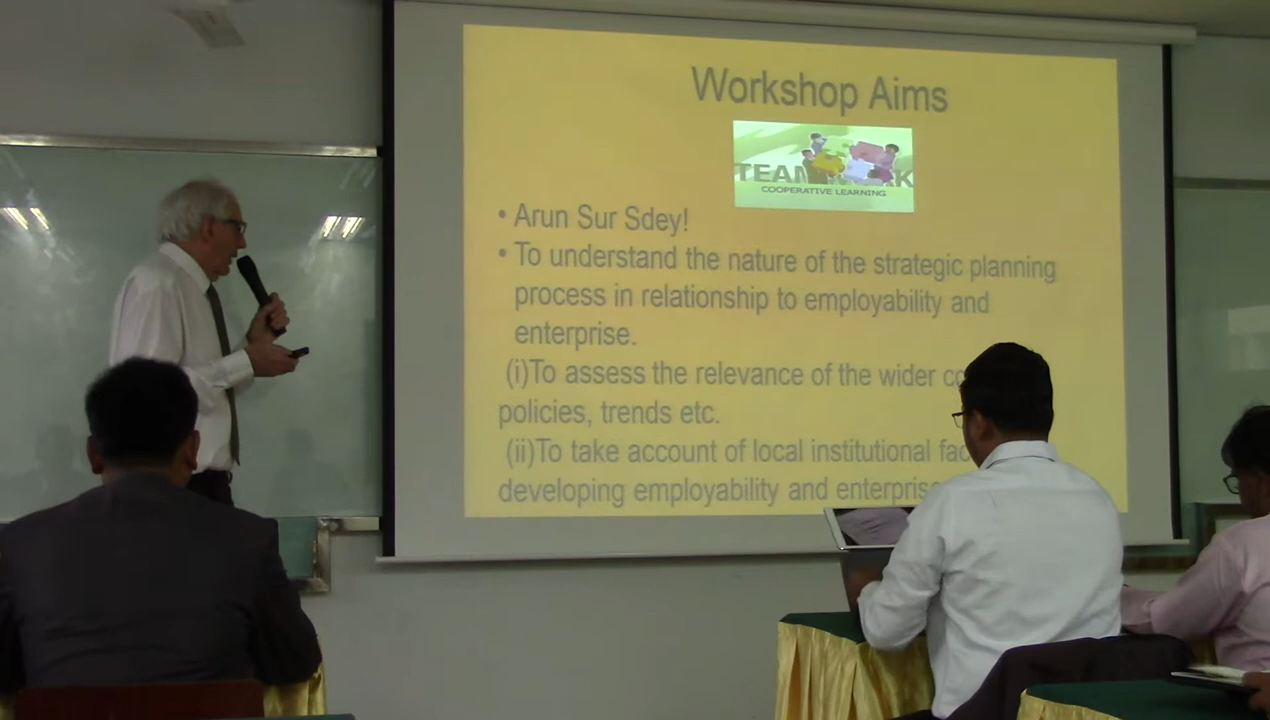 Workshop Aims
COOPERATIVE LEARNING
• Arun Sur Sdey!
• To understand the nature of the strategic planning
process in relationship to employability and
enterprise.
(i)To assess the relevance of the wider
policies, trends etc.
(ii)To take account of local institutional
developing employability and